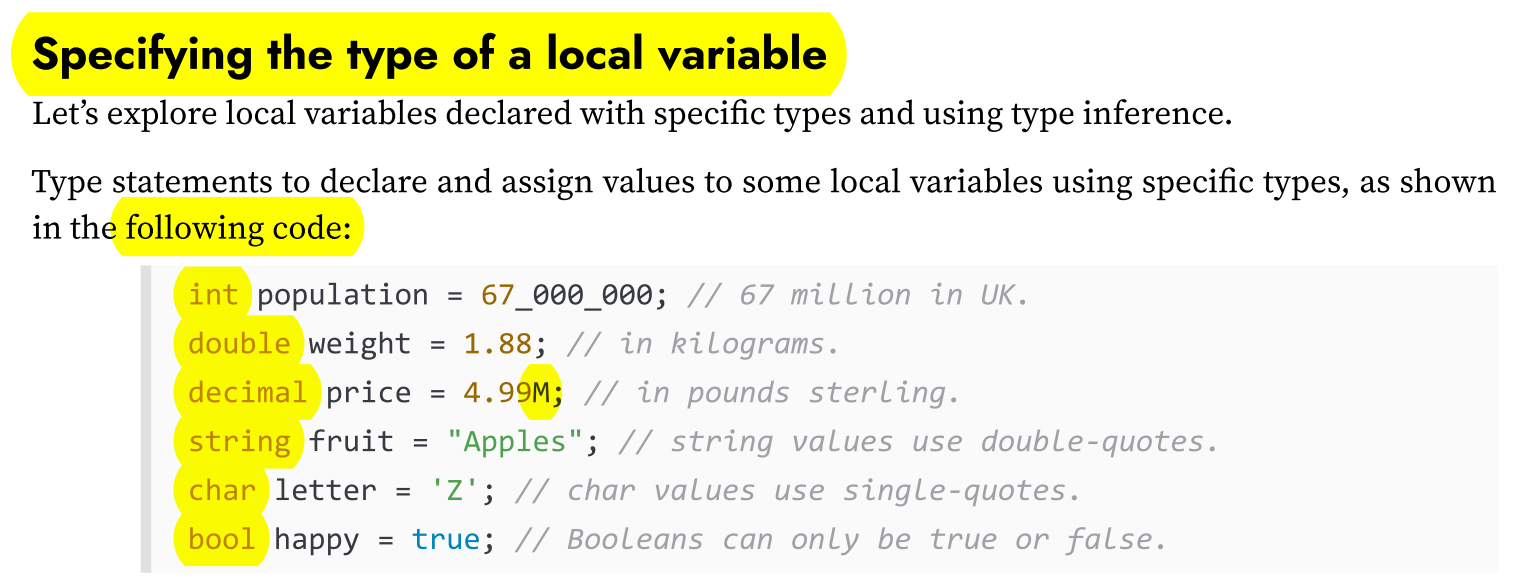 Specifying the type of a local variable
Let’s explore local variables declared with specific types and using type inference.
Type statements to declare and assign values to some local variables using specific types, as shown
in the following code:
int population = 67_000_000; // 67 million in UK.
double weight = 1.88; // in kilograms.
decimal price = 4.99M; // in pounds sterling.
string fruit = "Apples"; // string values use double-quotes.
char letter = 'Z'; // char values use single-quotes.
bool happy = true; // Booleans can only be true or false.